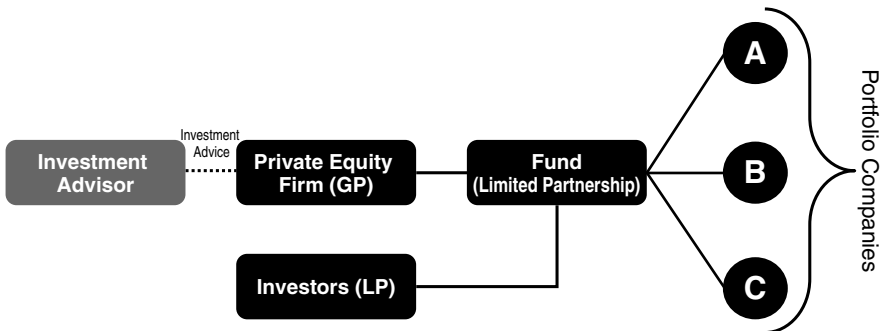 Investment
Advisor
Investment
Advice
Private Equity
Firm (GP)
Investors (LP)
Fund
(Limited Partnership)
A
B
C
Portfolio Companies